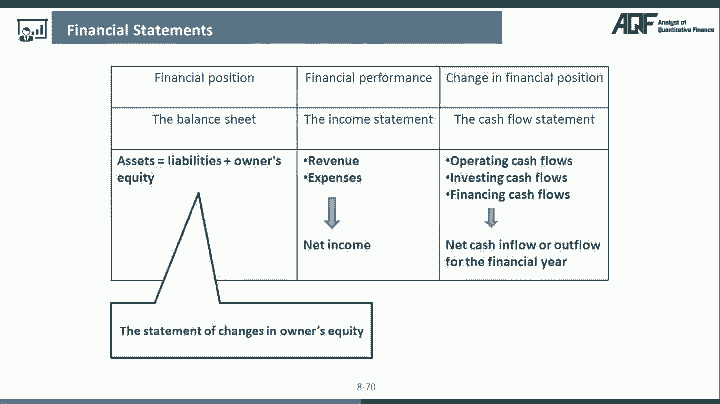 Financial Statements
AQF Analyst of
Quantitative Finance
Financial position
Financial performance
Change in financial position
The balance sheet
The income statement
The cash flow statement
Assets = liabilities + owner's
equity
•Revenue
•Expenses
Net income
•Operating cash flows
•Investing cash flows
•Financing cash flows
Net cash inflow or outflow
for the financial year
The statement of changes in owner's equity
8-70